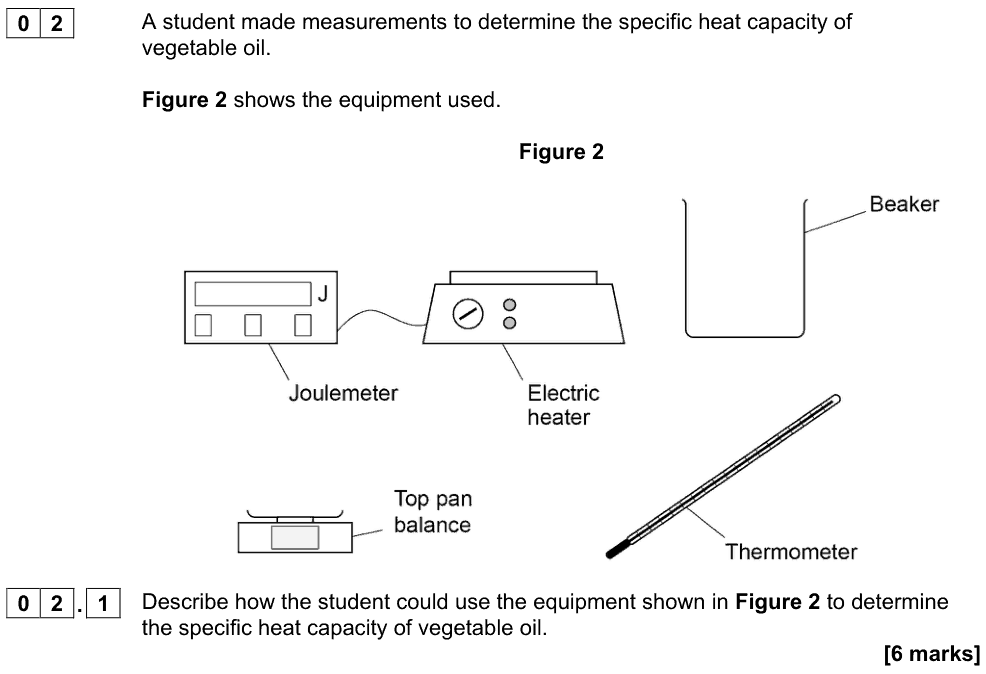 0 2 A student made measurements to determine the specific heat capacity of
vegetable oil.
Figure 2 shows the equipment used.
Figure 2
Beaker
J
Joulemeter
Electric
heater
Top pan
balance
Thermometer
0 2 . 1 Describe how the student could use the equipment shown in Figure 2 to determine
the specific heat capacity of vegetable oil.
[6 marks]